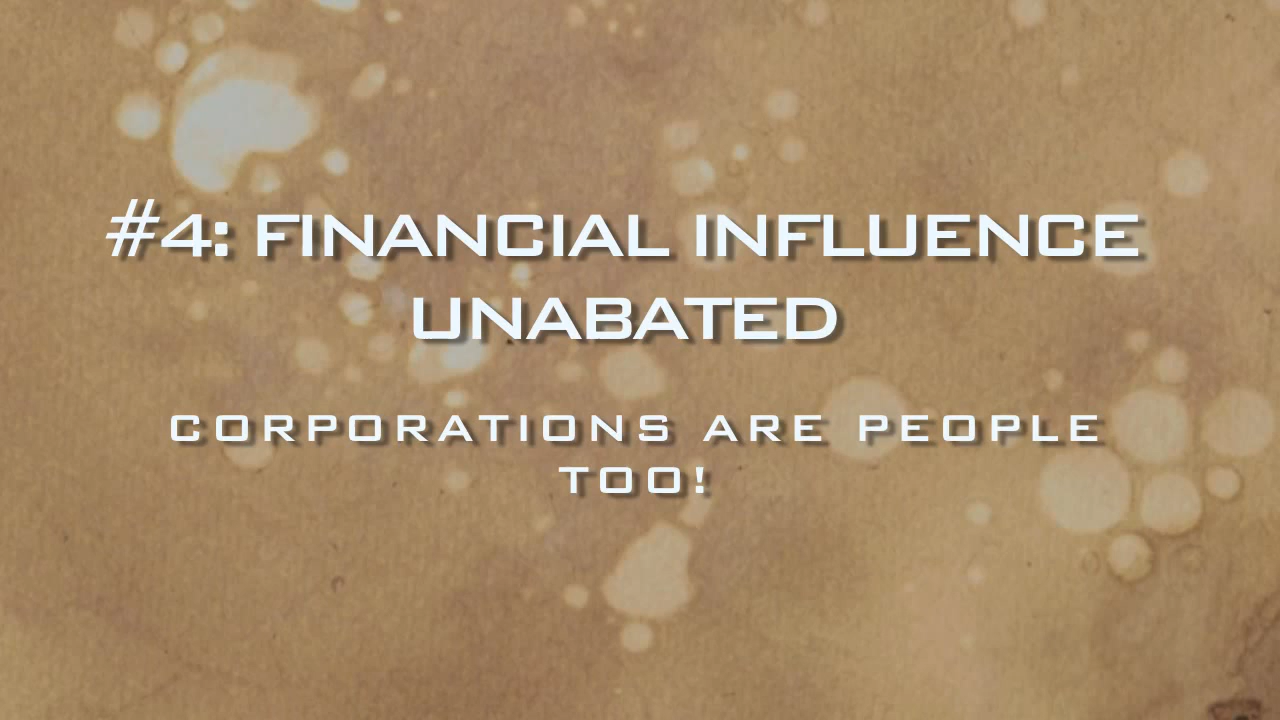 #4: FINANCIAL INFLUENCE
UNABATED
CORPORATIONS ARE PEOPLE
TOO!